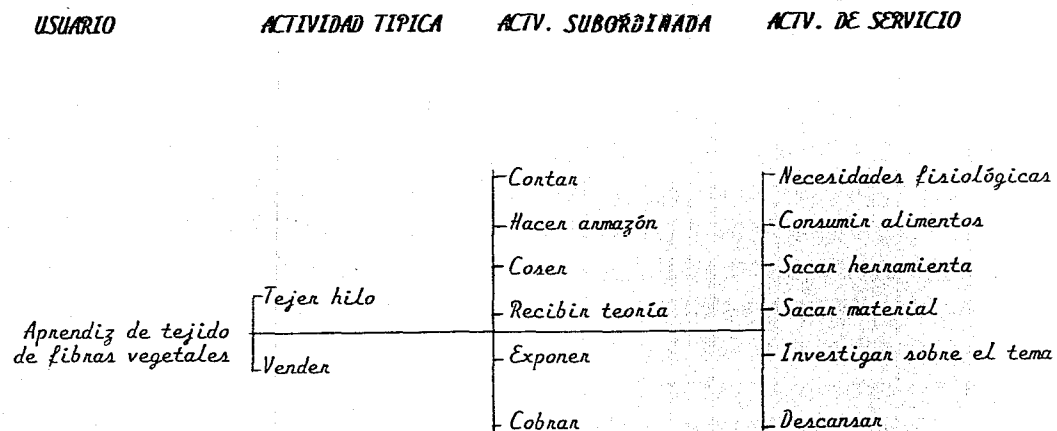 USUARIO
ACTIVIDAD TIPICA
ACTV. SUBORDINADA
ACTV. DE SERVICIO
Aprendiz de tejido
de fibras vegetales
Tejer hilo
Vender
Cortar
Hacer armazón
Coser
Recibir teoría
Exponer
Cobrar
Necesidades fisiológicas
Consumir alimentos
Sacar herramienta
Sacar material
Investigar sobre el tema
Descansar